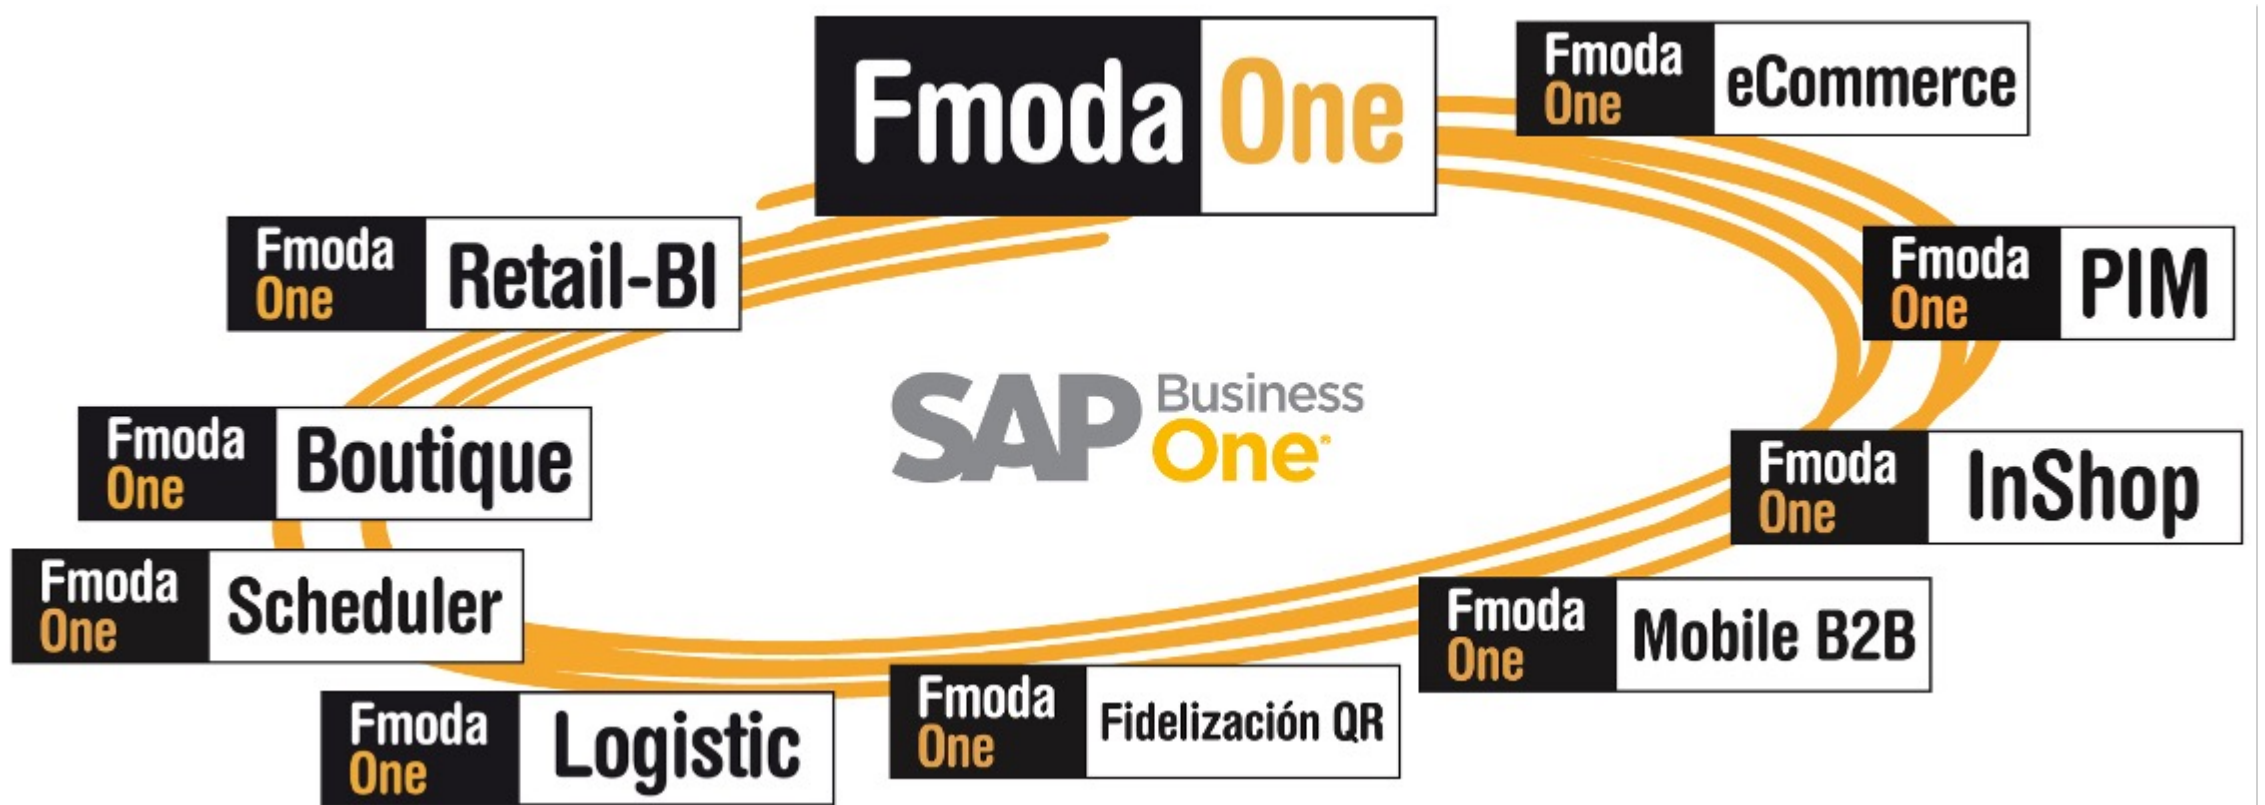 Fmoda One
Fmoda
One
eCommerce
Fmoda
One
Retail-BI
Fmoda
One
PIM
SAP Business
One®
Fmoda
One
Boutique
Fmoda
One
InShop
Fmoda
One
Scheduler
Fmoda
One
Mobile B2B
Fmoda
One
Fidelización QR
Fmoda
One
Logistic